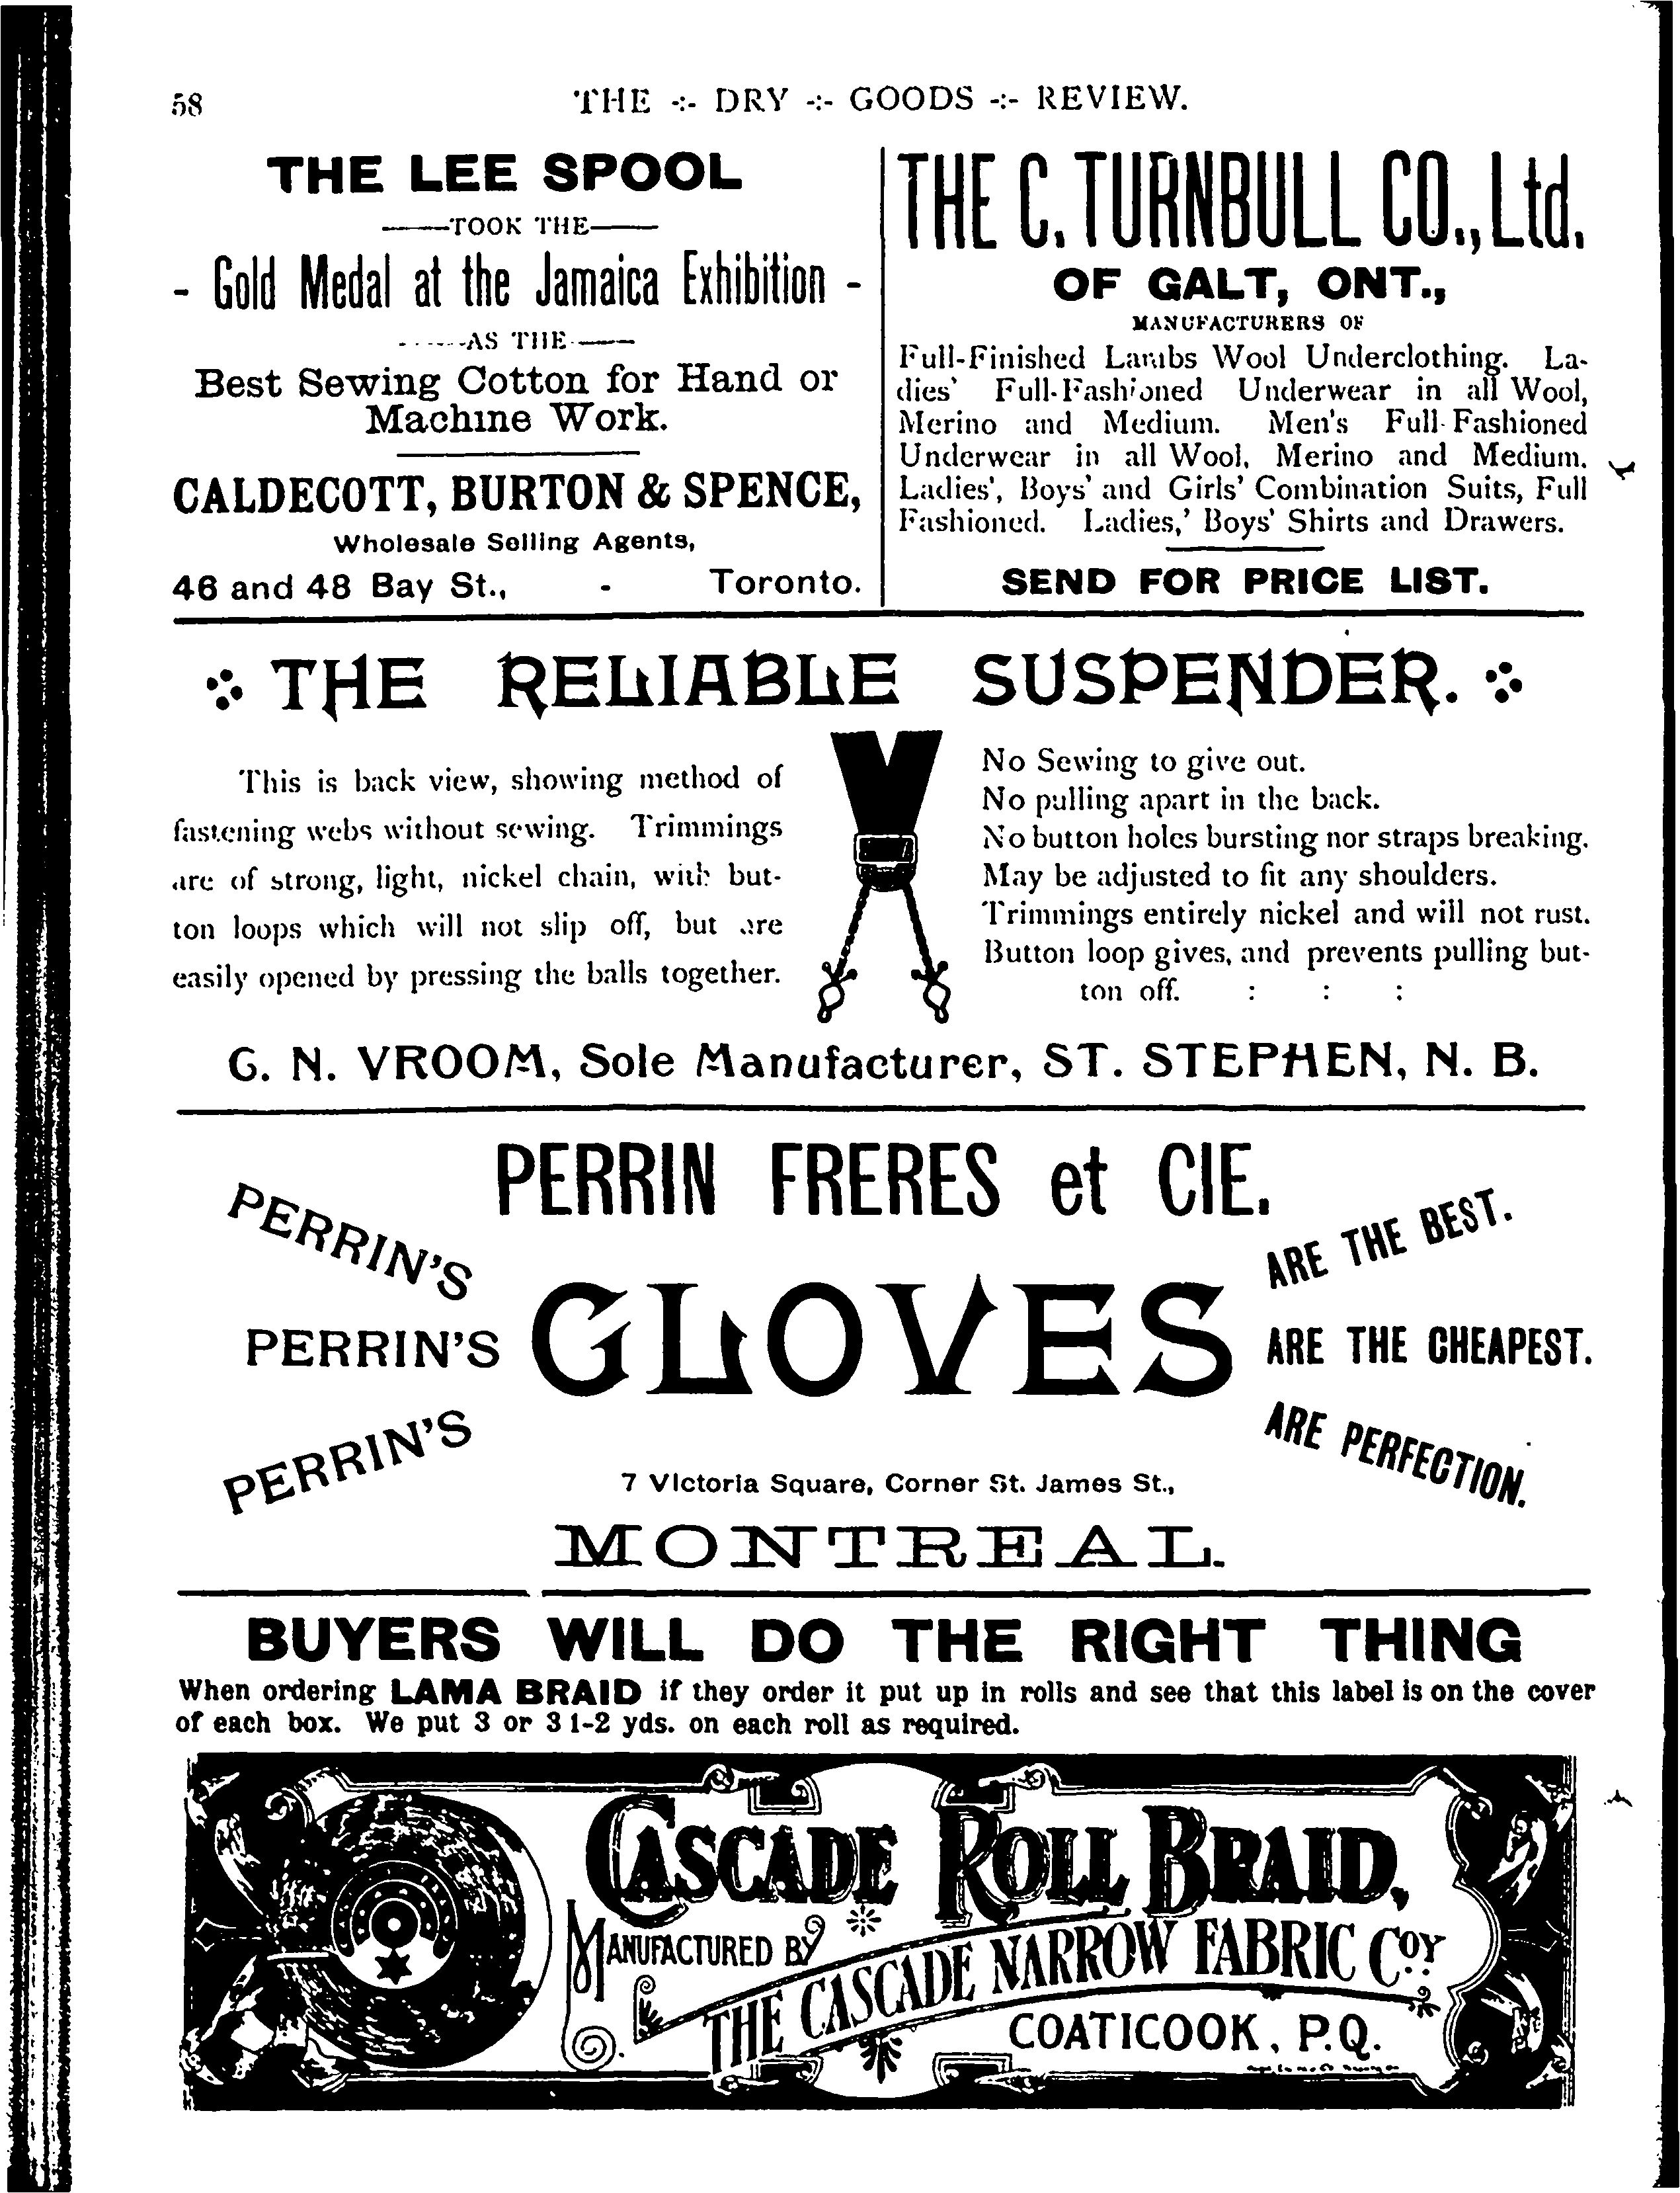 58
THE -:- DRY -:- GOODS -:- REVIEW.
THE LEE SPOOL
——TOOK THE——
- Gold Medal at the Jamaica Exhibition -
-----AS THE-----
Best Sewing Cotton for Hand or
Machine Work.
CALDECOTT, BURTON & SPENCE,
Wholesale Selling Agents,
46 and 48 Bay St., - Toronto.
THE C. TURNBULL CO., Ltd.
OF GALT, ONT.,
MANUFACTURERS OF
Full-Finished Lambs Wool Underclothing. La-
dies' Full-Fashioned Underwear in all Wool,
Merino and Medium. Men's Full-Fashioned
Underwear in all Wool, Merino and Medium.
Ladies', Boys' and Girls' Combination Suits, Full
Fashioned. Ladies,' Boys' Shirts and Drawers.
SEND FOR PRICE LIST.
THE RELIABLE SUSPENDER.
This is back view, showing method of
fastening webs without sewing. Trimmings
are of strong, light, nickel chain, with but-
ton loops which will not slip off, but are
easily opened by pressing the balls together.
No Sewing to give out.
No pulling apart in the back.
No button holes bursting nor straps breaking.
May be adjusted to fit any shoulders.
Trimmings entirely nickel and will not rust.
Button loop gives, and prevents pulling but-
ton off. : : :
G. N. VROOM, Sole Manufacturer, ST. STEPHEN, N. B.
PERRIN FRERES et CIE.
PERRIN'S
PERRIN'S
PERRIN'S
GLOVES
ARE THE BEST.
ARE THE CHEAPEST.
ARE PERFECTION.
7 Victoria Square, Corner St. James St.,
MONTREAL.
BUYERS WILL DO THE RIGHT THING
When ordering LAMA BRAID if they order it put up in rolls and see that this label is on the cover
of each box. We put 3 or 3 1-2 yds. on each roll as required.
CASCADE ROLL BRAID,
MANUFACTURED BY
THE CASCADE NARROW FABRIC COY.
COATICOOK, P.Q.